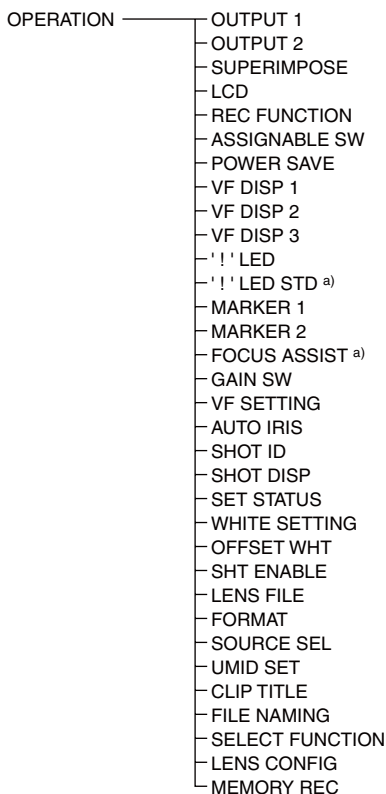 OPERATION
OUTPUT 1
OUTPUT 2
SUPERIMPOSE
LCD
REC FUNCTION
ASSIGNABLE SW
POWER SAVE
VF DISP 1
VF DISP 2
VF DISP 3
' ! ' LED
' ! ' LED STD a)
MARKER 1
MARKER 2
FOCUS ASSIST a)
GAIN SW
VF SETTING
AUTO IRIS
SHOT ID
SHOT DISP
SET STATUS
WHITE SETTING
OFFSET WHT
SHT ENABLE
LENS FILE
FORMAT
SOURCE SEL
UMID SET
CLIP TITLE
FILE NAMING
SELECT FUNCTION
LENS CONFIG
MEMORY REC